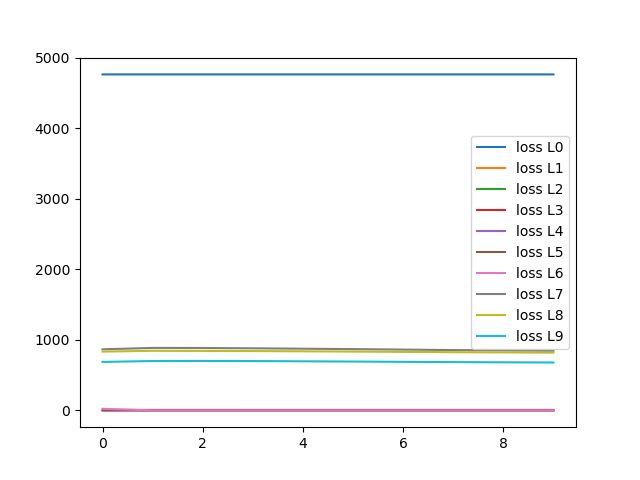 5000
4000
3000
2000
1000
0
0 2 4 6 8
loss L0
loss L1
loss L2
loss L3
loss L4
loss L5
loss L6
loss L7
loss L8
loss L9